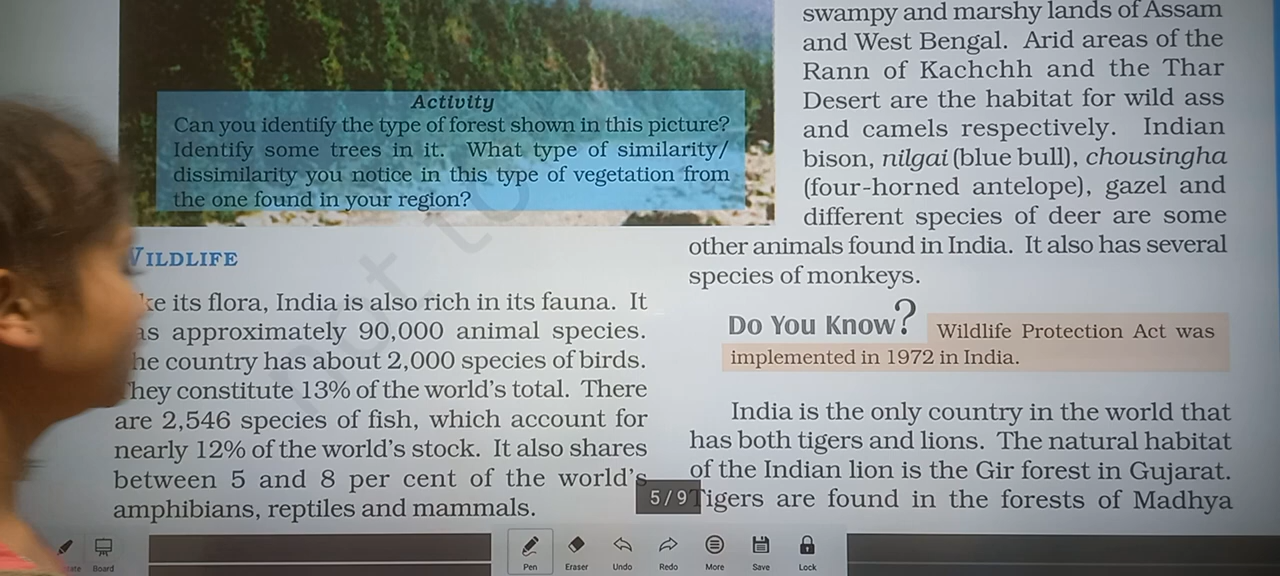 Activity
Can you identify the type of forest shown in this picture?
Identify some trees in it. What type of similarity/
dissimilarity you notice in this type of vegetation from
the one found in your region?
WILDLIFE
ke its flora, India is also rich in its fauna. It
as approximately 90,000 animal species.
he country has about 2,000 species of birds.
hey constitute 13% of the world's total. There
are 2,546 species of fish, which account for
nearly 12% of the world's stock. It also shares
between 5 and 8 per cent of the world's
amphibians, reptiles and mammals.
swampy and marshy lands of Assam
and West Bengal. Arid areas of the
Rann of Kachchh and the Thar
Desert are the habitat for wild ass
and camels respectively. Indian
bison, nilgai (blue bull), chousingha
(four-horned antelope), gazel and
different species of deer are some
other animals found in India. It also has several
species of monkeys.
Do You Know? Wildlife Protection Act was
implemented in 1972 in India.
India is the only country in the world that
has both tigers and lions. The natural habitat
of the Indian lion is the Gir forest in Gujarat.
Tigers are found in the forests of Madhya
not to
5/9
Board
Pen
Eraser
Undo
Redo
More
Save
Lock